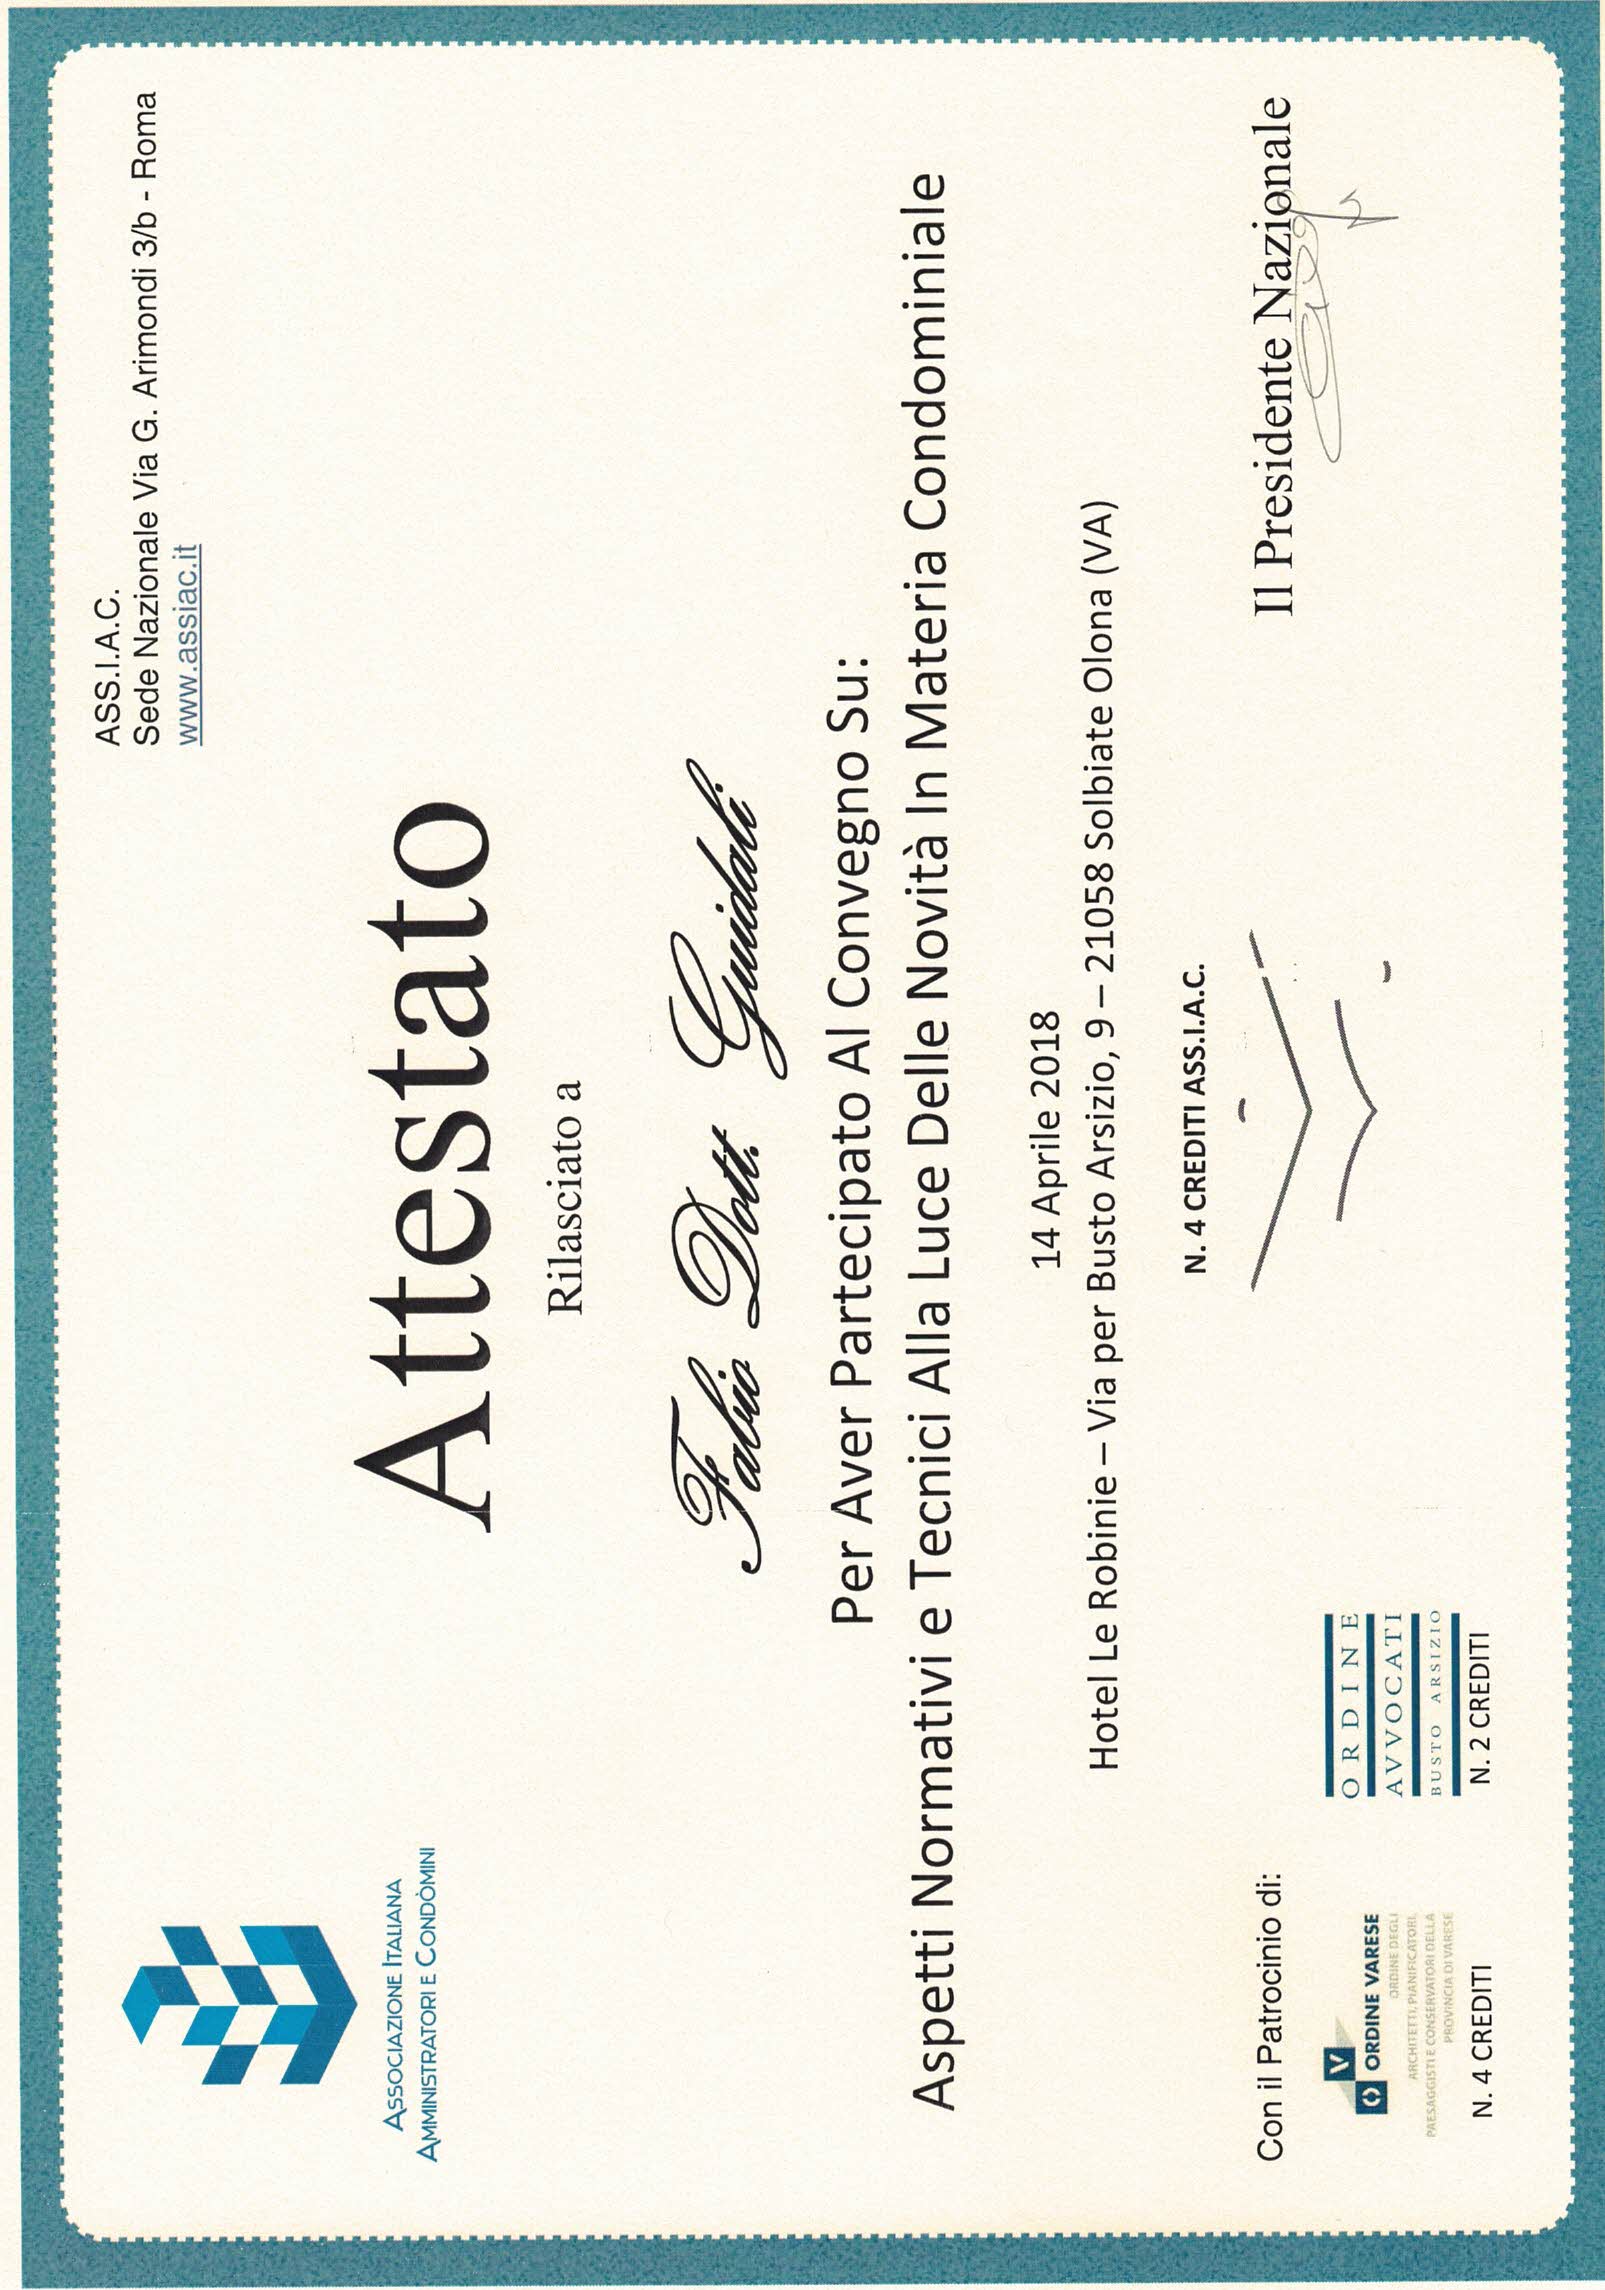 ASSOCIAZIONE ITALIANA
AMMINISTRATORI E CONDÒMINI
ASS.I.A.C.
Sede Nazionale Via G. Arimondi 3/b - Roma
www.assiac.it
Attestato
Rilasciato a
Fabio Dott. Guidali
Per Aver Partecipato Al Convegno Su:
Aspetti Normativi e Tecnici Alla Luce Delle Novità In Materia Condominiale
14 Aprile 2018
Hotel Le Robinie – Via per Busto Arsizio, 9 – 21058 Solbiate Olona (VA)
N. 4 CREDITI ASS.I.A.C.
Con il Patrocinio di:
OV
ORDINE VARESE
ORDINE DEGLI
ARCHITETTI, PIANIFICATORI,
PAESAGGISTI E CONSERVATORI DELLA
PROVINCIA DI VARESE
N. 4 CREDITI
ORDINE
AVVOCATI
BUSTO ARSIZIO
N. 2 CREDITI
Il Presidente Nazionale